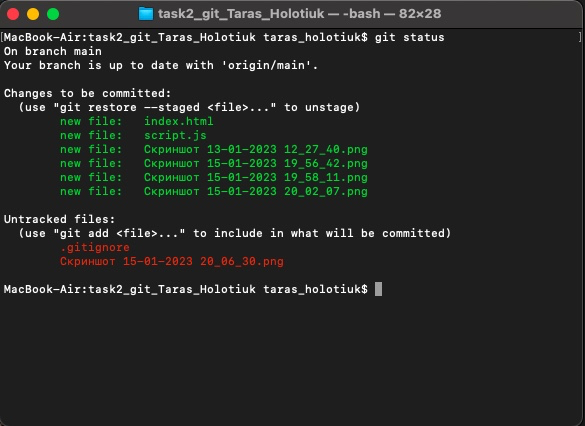 task2_git_Taras_Holotiuk — -bash — 82×28
[MacBook-Air:task2_git_Taras_Holotiuk taras_holotiuk$ git status ]
On branch main
Your branch is up to date with 'origin/main'.
Changes to be committed:
(use "git restore --staged <file>..." to unstage)
new file: index.html
new file: script.js
new file: Скриншот 13-01-2023 12_27_40.png
new file: Скриншот 15-01-2023 19_56_42.png
new file: Скриншот 15-01-2023 19_58_11.png
new file: Скриншот 15-01-2023 20_02_07.png
Untracked files:
(use "git add <file>..." to include in what will be committed)
.gitignore
Скриншот 15-01-2023 20_06_30.png
MacBook-Air:task2_git_Taras_Holotiuk taras_holotiuk$